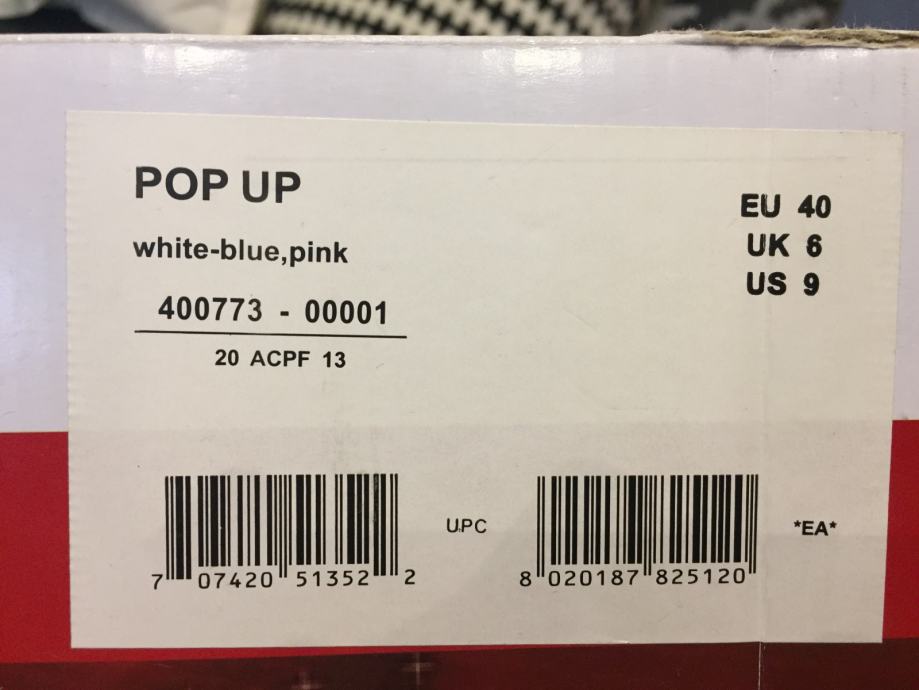 POP UP
white-blue,pink
400773 - 00001
20 ACPF 13
EU 40
UK 6
US 9
7 07420 51352 2
UPC
8 020187 825120
*EA*